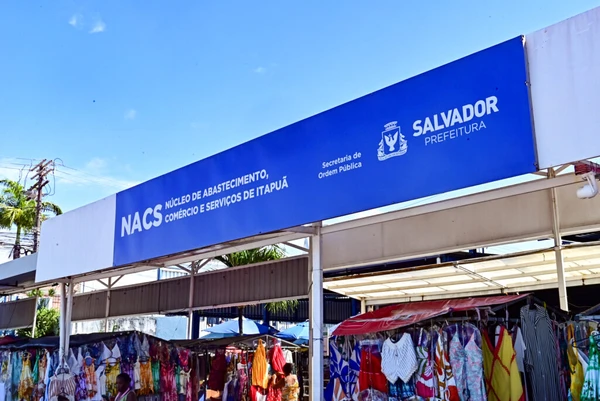 NACS
NÚCLEO DE ABASTECIMENTO,
COMÉRCIO E SERVIÇOS DE ITAPUÃ
Secretaria de
Ordem Pública
SALVADOR
PREFEITURA